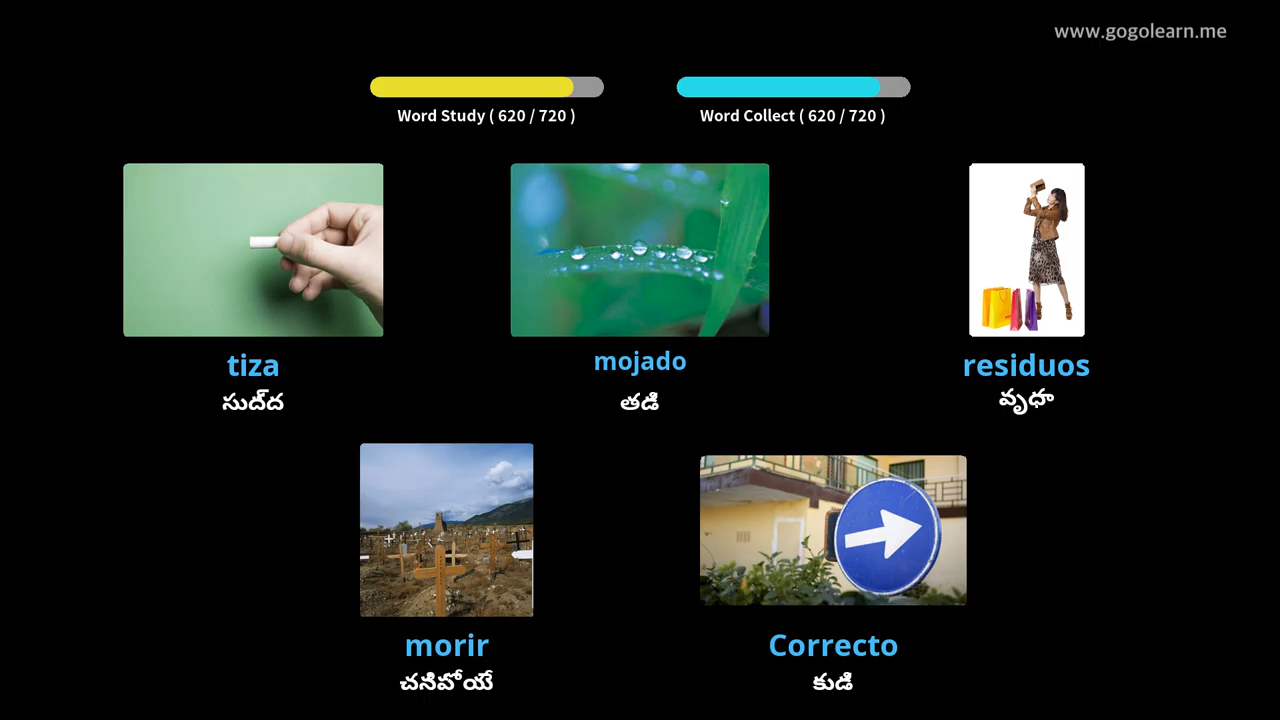 www.gogolearn.me
Word Study ( 620 / 720 )
Word Collect ( 620 / 720 )
tiza
సుద్ద
mojado
తడి
residuos
వృధా
morir
చనిపోయే
Correcto
కుడి